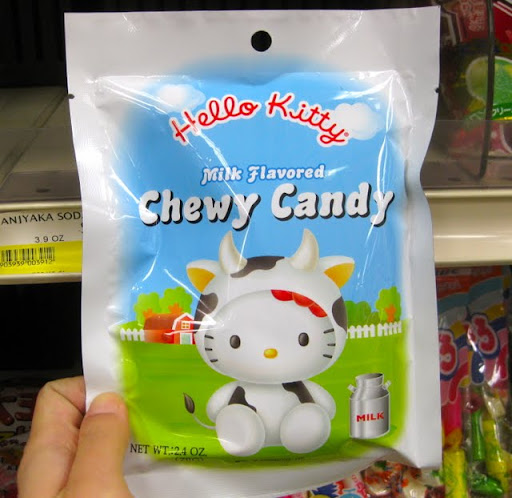 Hello Kitty
Milk Flavored
Chewy Candy
MILK
NET WT. 2.4 OZ.
ANIYAKA SOD
3.9 OZ